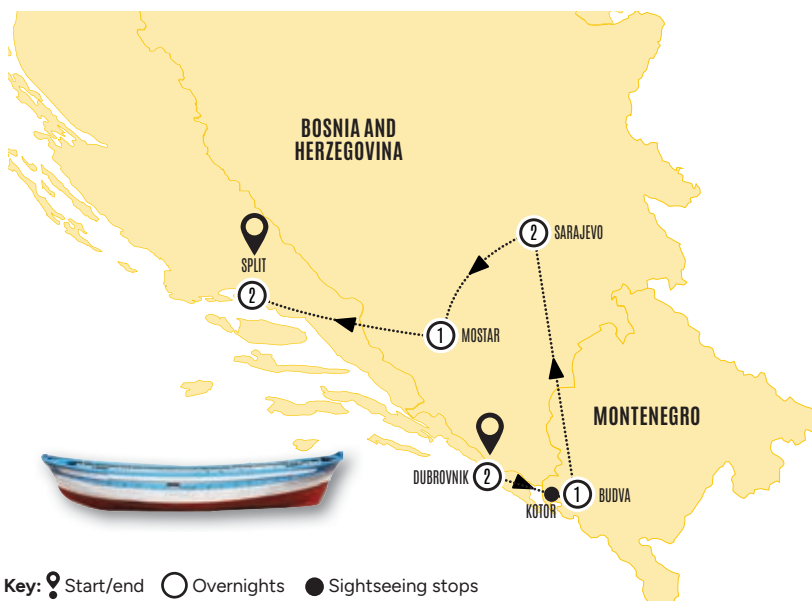 BOSNIA AND
HERZEGOVINA
2
SARAJEVO
SPLIT
2
1
MOSTAR
MONTENEGRO
DUBROVNIK
2
1
BUDVA
KOTOR
Key: Start/end Overnights Sightseeing stops